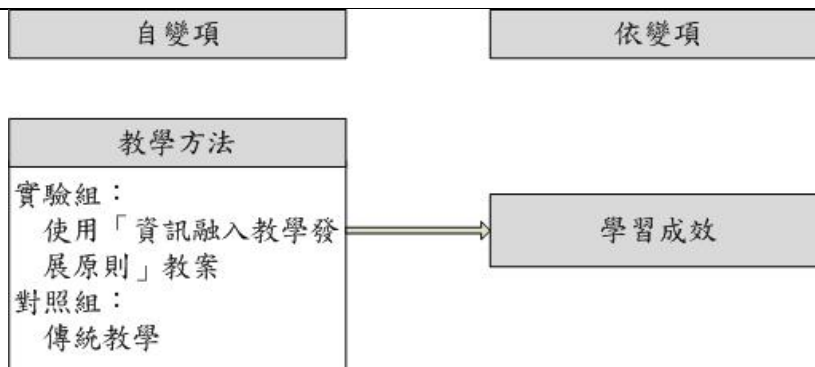 自變項
依變項
教學方法
實驗組：
使用「資訊融入教學發
展原則」教案
對照組：
傳統教學
學習成效